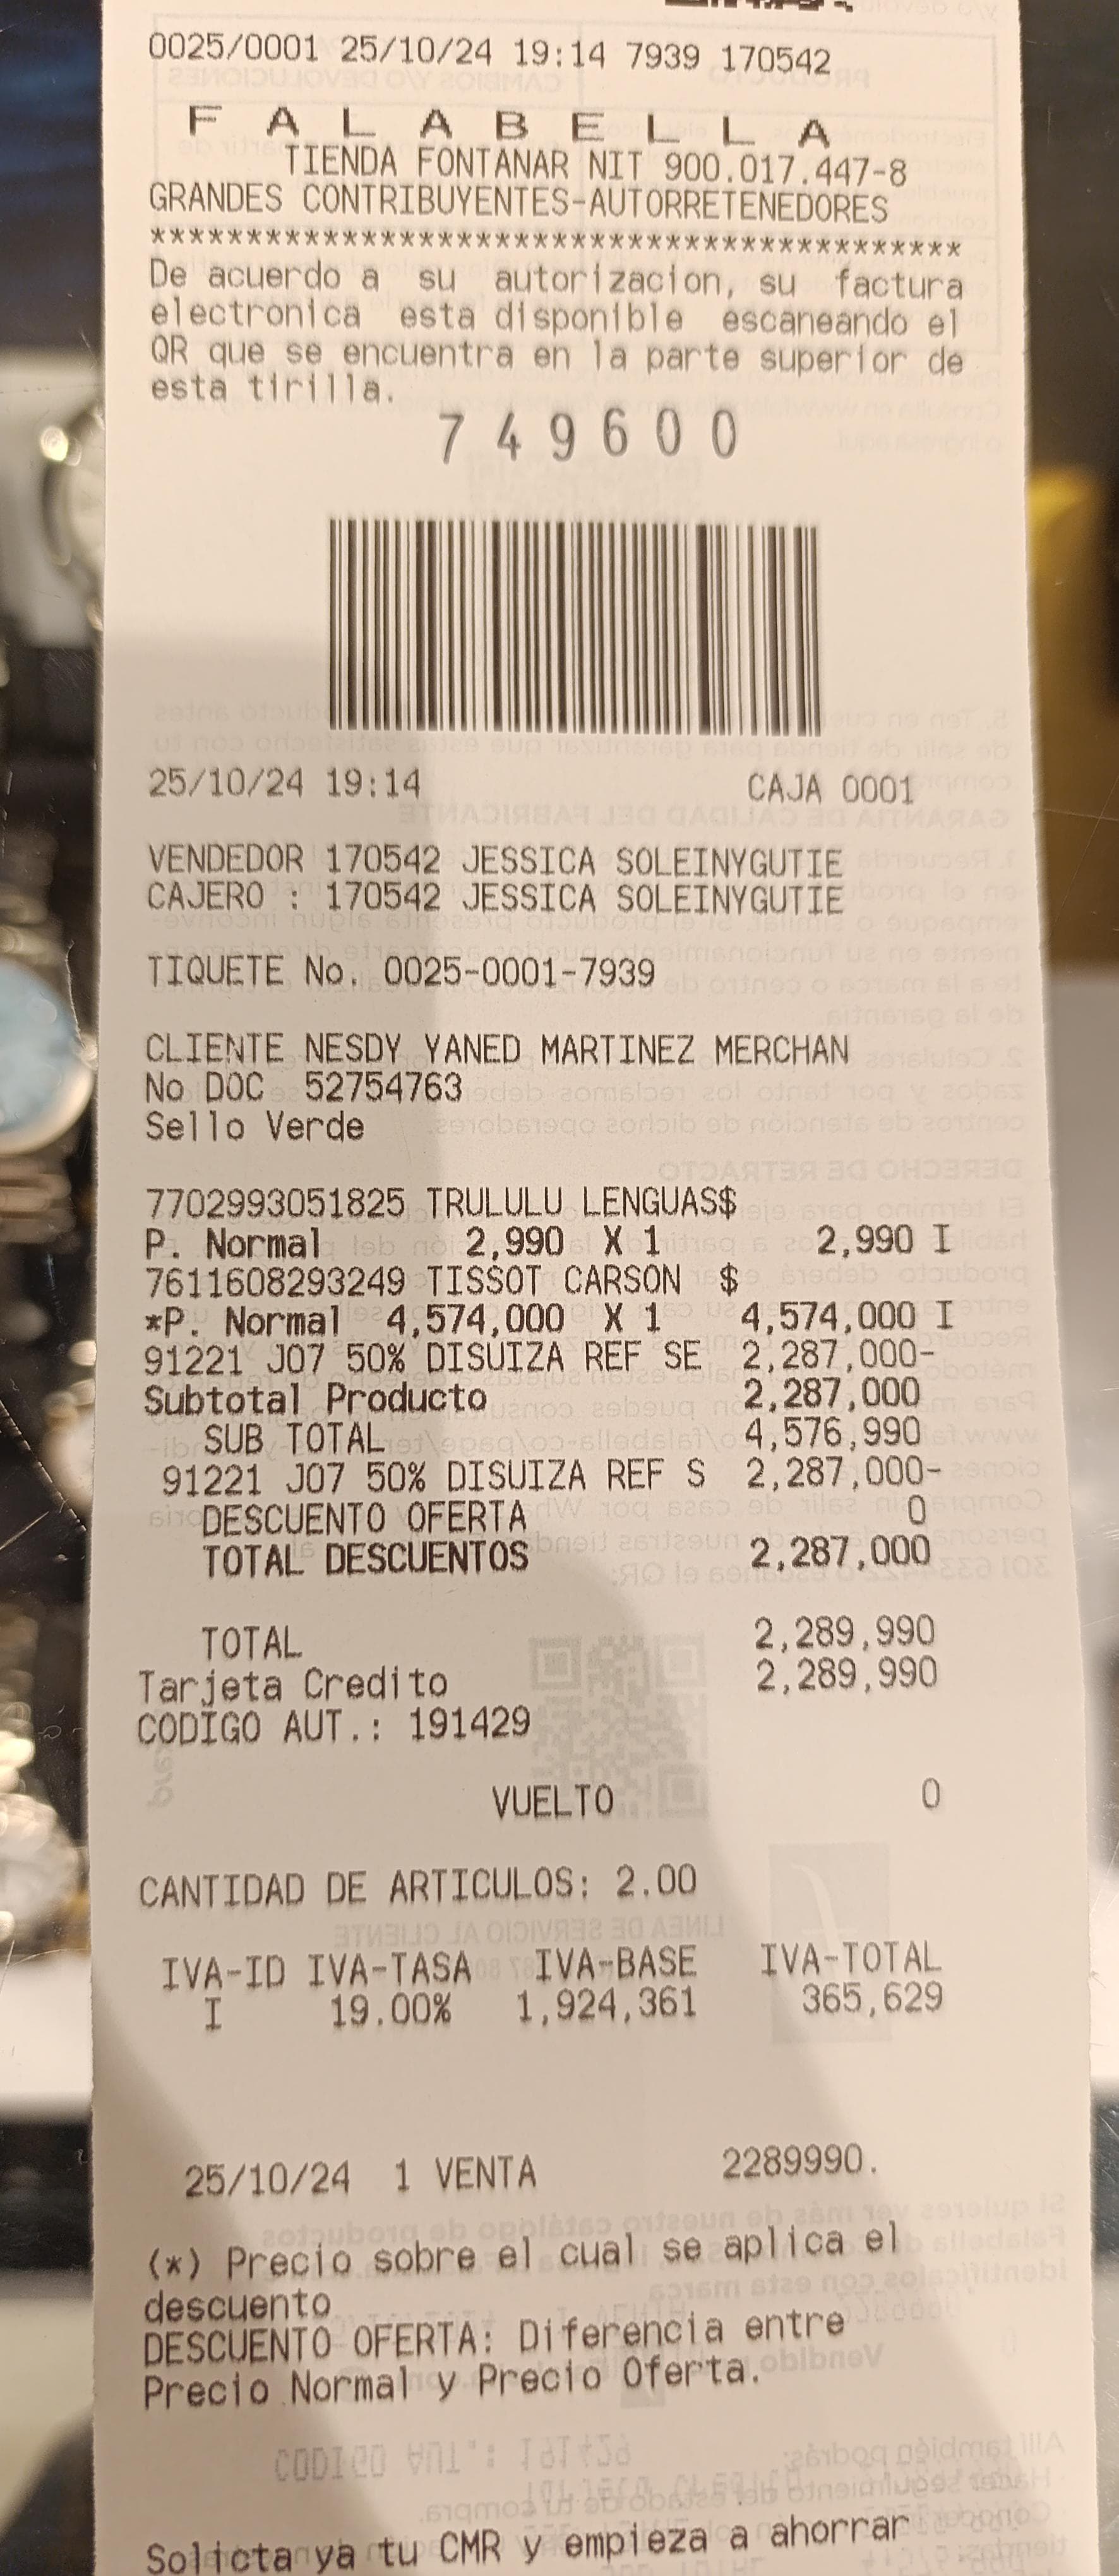 0025/0001 25/10/24 19:14 7939 170542
F A L A B E L L A
TIENDA FONTANAR NIT 900.017.447-8
GRANDES CONTRIBUYENTES-AUTORRETENEDORES
******************************************
De acuerdo a su autorizacion, su factura
electronica esta disponible escaneando el
QR que se encuentra en la parte superior de
esta tirilla.
7 4 9 6 0 0
25/10/24 19:14 CAJA 0001
VENDEDOR 170542 JESSICA SOLEINYGUTIE
CAJERO : 170542 JESSICA SOLEINYGUTIE
TIQUETE No. 0025-0001-7939
CLIENTE NESDY YANED MARTINEZ MERCHAN
No DOC 52754763
Sello Verde
7702993051825 TRULULU LENGUAS$
P. Normal 2,990 X 1 2,990 I
7611608293249 TISSOT CARSON $
*P. Normal 4,574,000 X 1 4,574,000 I
91221 J07 50% DISUIZA REF SE 2,287,000-
Subtotal Producto 2,287,000
SUB TOTAL 4,576,990
91221 J07 50% DISUIZA REF S 2,287,000-
DESCUENTO OFERTA 0
TOTAL DESCUENTOS 2,287,000
TOTAL 2,289,990
Tarjeta Credito 2,289,990
CODIGO AUT.: 191429
VUELTO 0
CANTIDAD DE ARTICULOS: 2.00
IVA-ID IVA-TASA IVA-BASE IVA-TOTAL
I 19.00% 1,924,361 365,629
25/10/24 1 VENTA 2289990.
(*) Precio sobre el cual se aplica el
descuento
DESCUENTO OFERTA: Diferencia entre
Precio Normal y Precio Oferta.
Solicta ya tu CMR y empieza a ahorrar